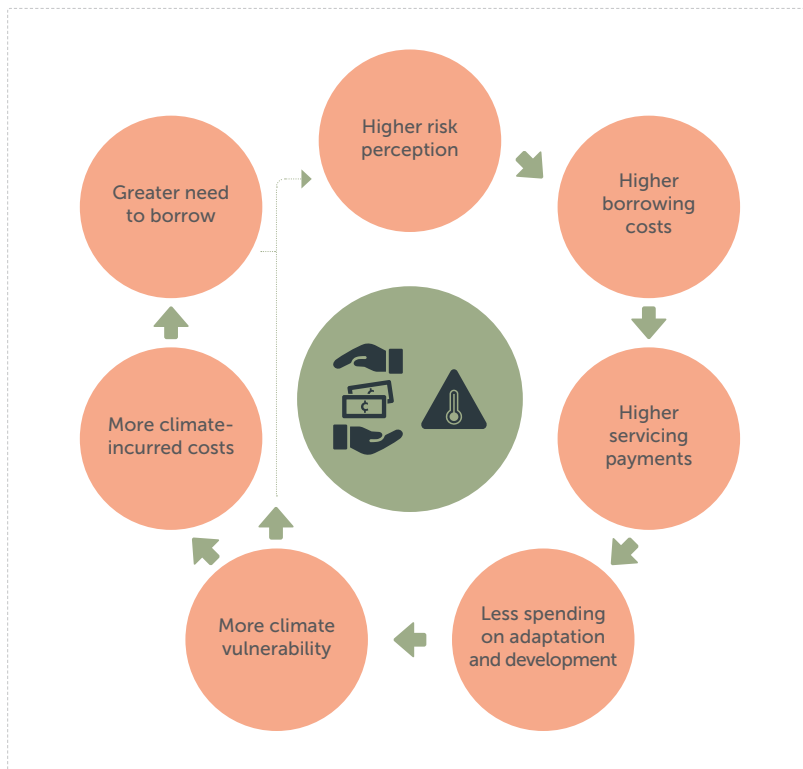 Higher risk
perception
Higher
borrowing
costs
Higher
servicing
payments
Less spending
on adaptation
and development
More climate
vulnerability
More climate-
incurred costs
Greater need
to borrow